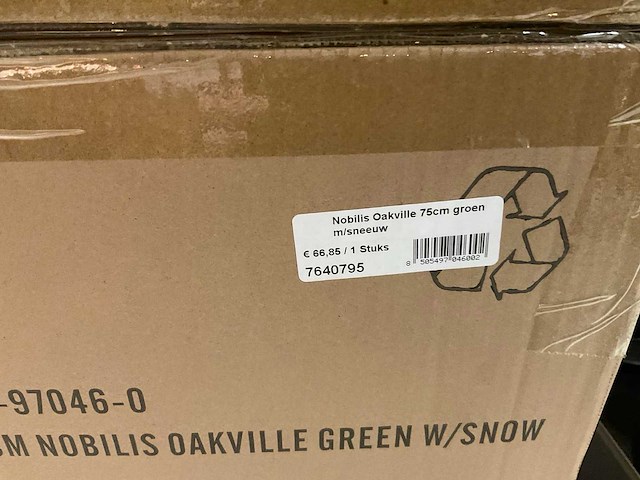 Nobilis Oakville 75cm groen
m/sneeuw
€ 66,85 / 1 Stuks
7640795
8 505497 046002
-97046-0
CM NOBILIS OAKVILLE GREEN W/SNOW